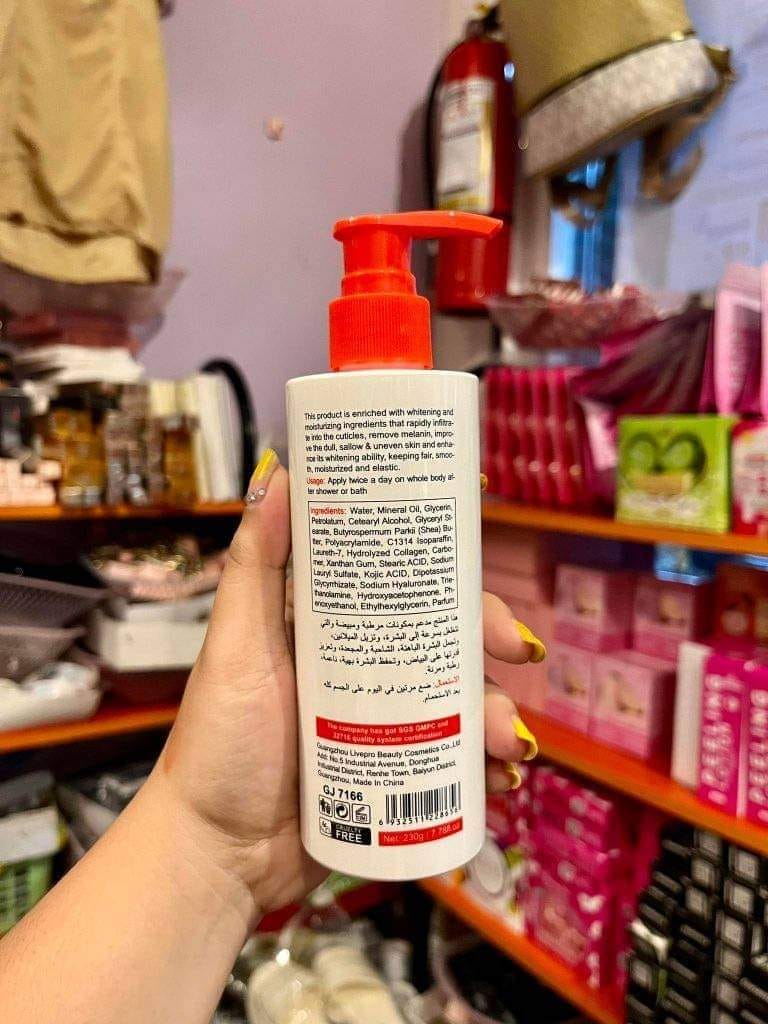 This product is enriched with whitening and
moisturizing ingredients that rapidly infiltra-
te into the cuticles, remove melanin, impro-
ve the dull, sallow & uneven skin and enha-
nce its whitening ability, keeping fair, smoo-
th, moisturized and elastic.
Usage: Apply twice a day on whole body af-
ter shower or bath
Ingredients: Water, Mineral Oil, Glycerin,
Petrolatum, Cetearyl Alcohol, Glyceryl St-
earate, Butyrospermum Parkii (Shea) Bu-
tter, Polyacrylamide, C1314 Isoparaffin,
Laureth-7, Hydrolyzed Collagen, Carbo-
mer, Xanthan Gum, Stearic ACID, Sodium
Lauryl Sulfate, Kojic ACID, Dipotassium
Glycyrrhizate, Sodium Hyaluronate, Trie-
thanolamine, Hydroxyacetophenone, Ph-
enoxyethanol, Ethylhexylglycerin, Parfum
هذا المنتج مدعم بمكونات مرطبة ومبيضة والتي
تتغلغل بسرعة إلى البشرة، وتزيل الميلانين،
وتجمل البشرة الباهتة، الشاحبة والمجعدة، وتعزيز
قدرتها على البياض، وتحفظ البشرة بهية، ناعمة،
رطبة ومرنة.
الاستعمال: ضع مرتين في اليوم على الجسم كله
بعد الاستحمام.
The company has got SGS GMPC and
22716 quality system certification
Guangzhou Livepro Beauty Cosmetics Co.,Ltd
Add: No.5 Industrial Avenue, Donghua
Industrial District, Renhe Town, Baiyun District,
Guangzhou, Made In China
GJ 7166
CRUELTY
FREE
Net: 230g / 7.78fl.oz
PEELING
PEELING